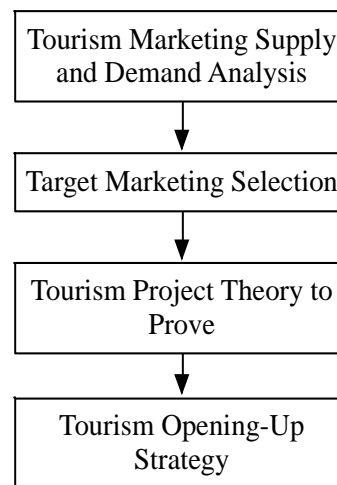 Tourism Marketing Supply
and Demand Analysis
Target Marketing Selection
Tourism Project Theory to
Prove
Tourism Opening-Up
Strategy